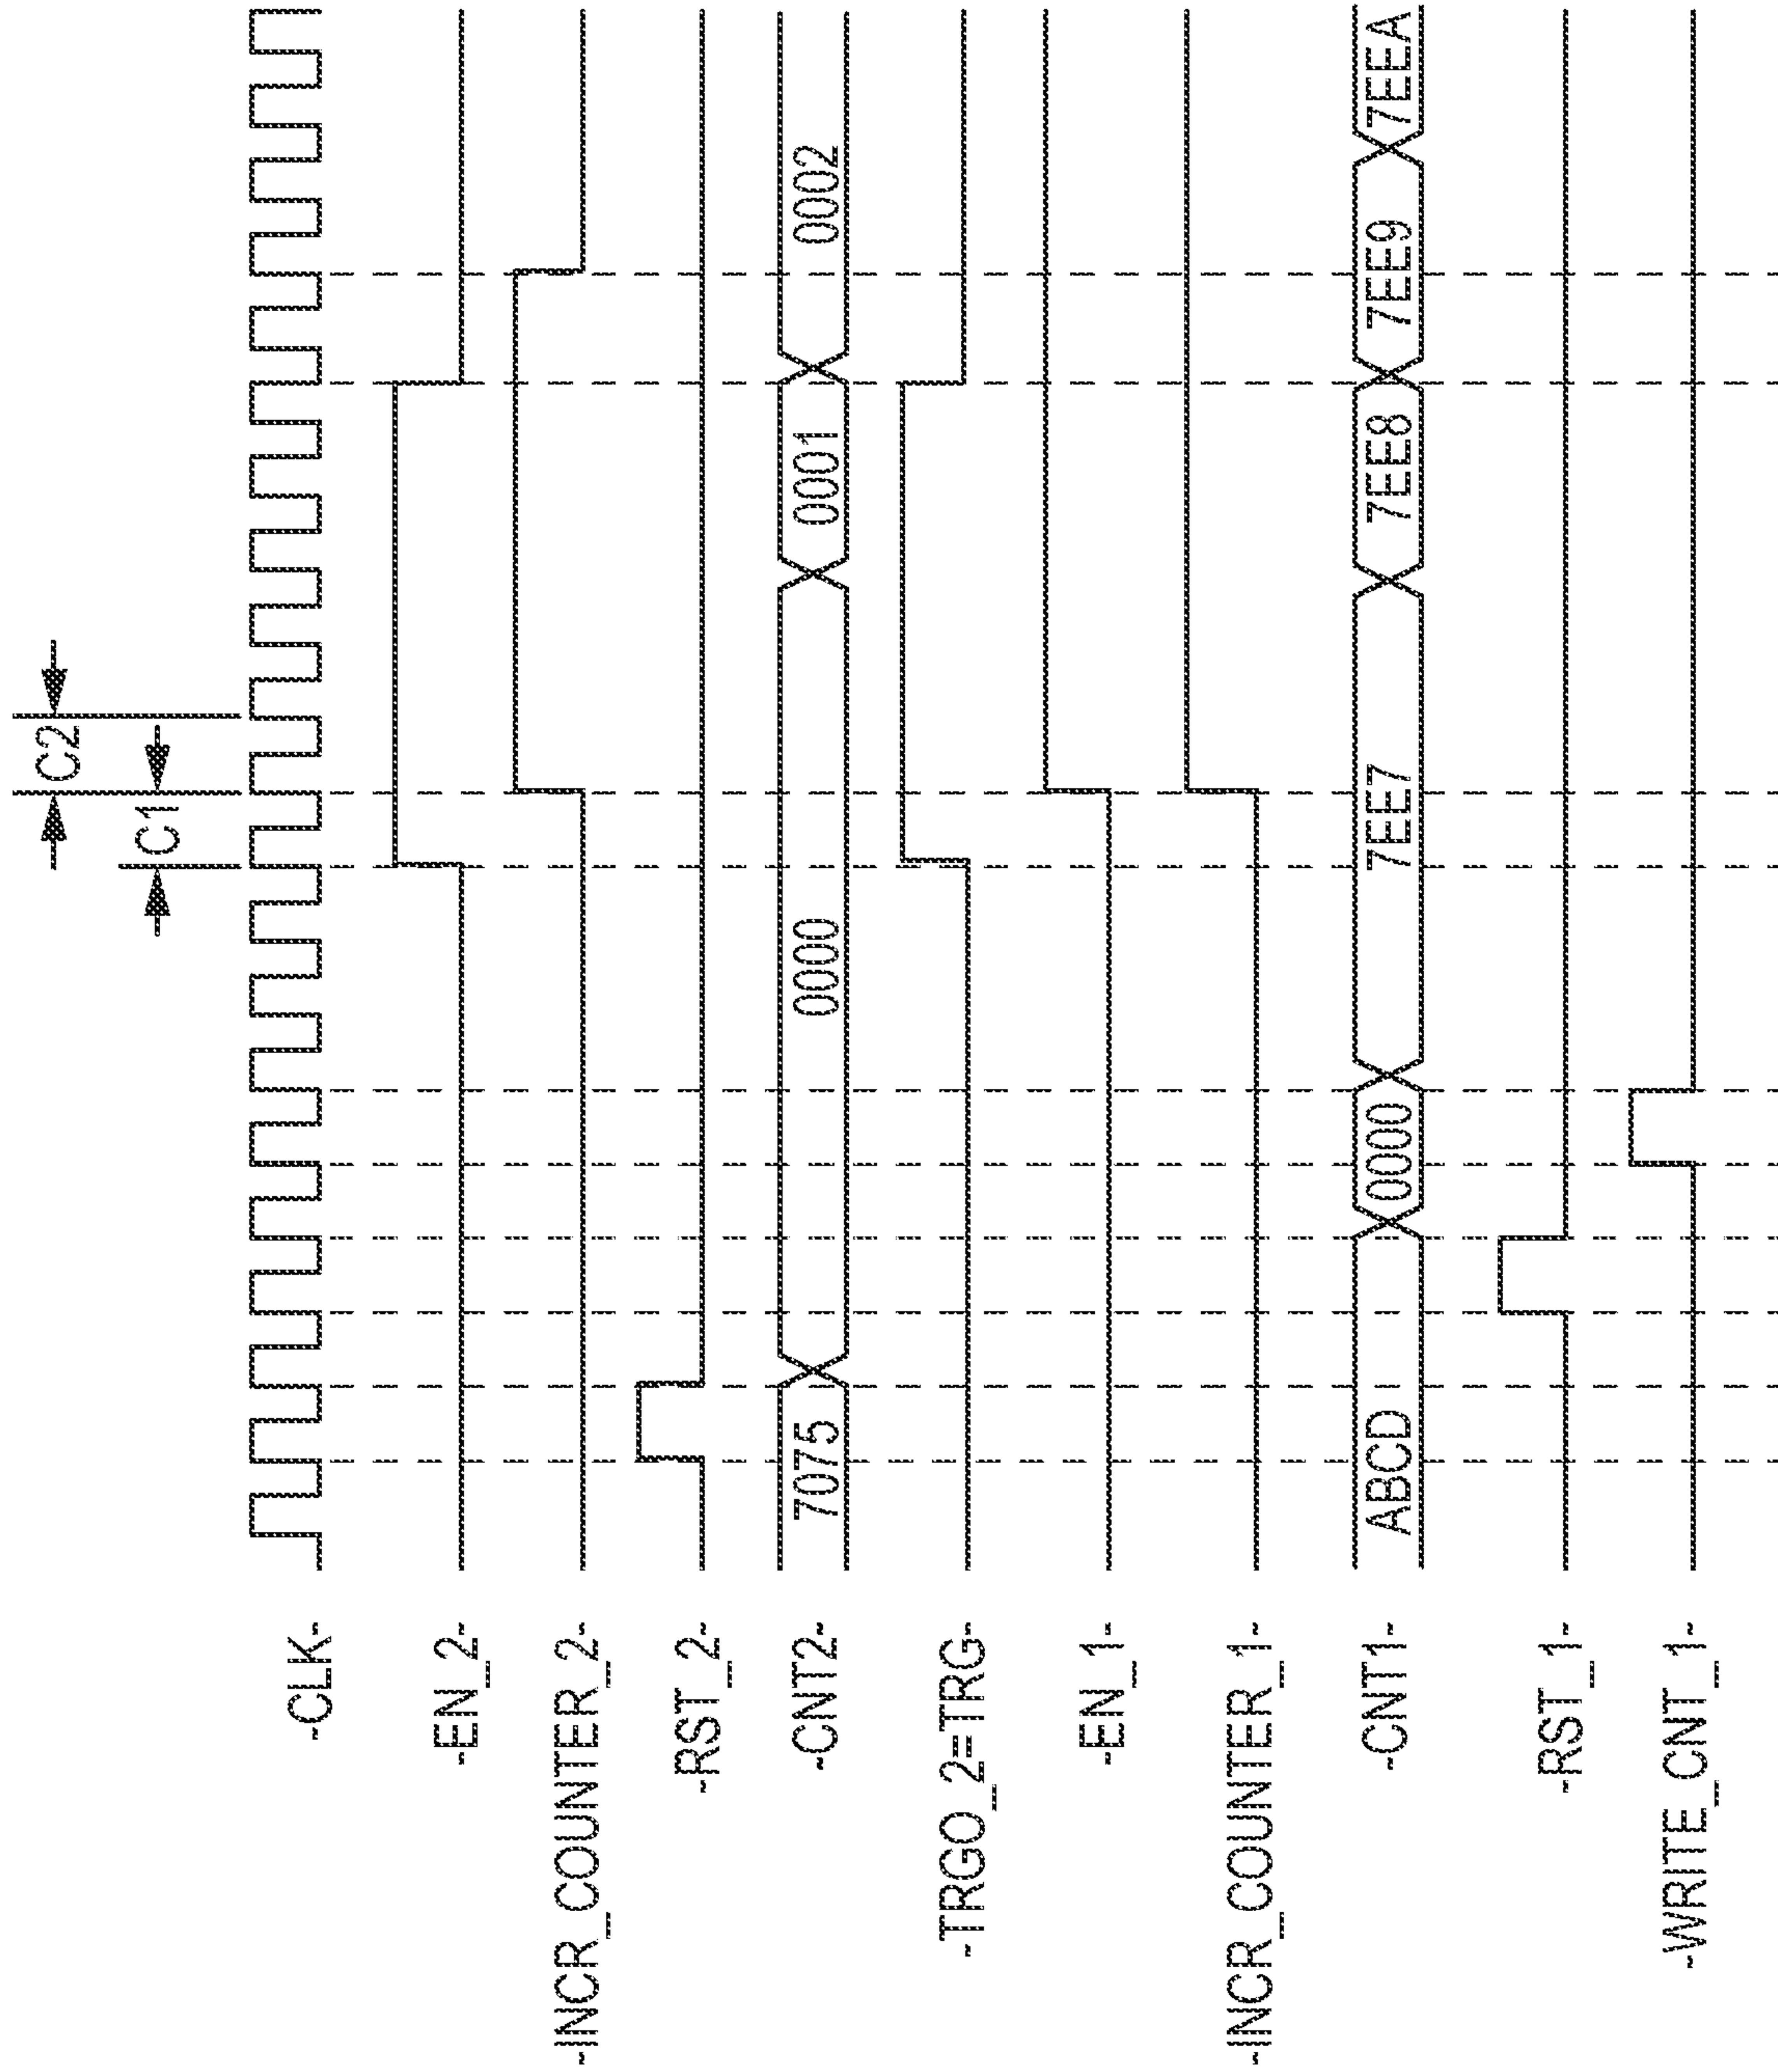 C2
C1
-CLK-
-EN_2-
-INCR_COUNTER_2-
-RST_2-
-CNT2- 7075 0000 0001 0002
-TRGO_2=TRG-
-EN_1-
-INCR_COUNTER_1-
-CNT1- ABCD 0000 7EE7 7EE8 7EE9 7EEA
-RST_1-
-WRITE_CNT_1-